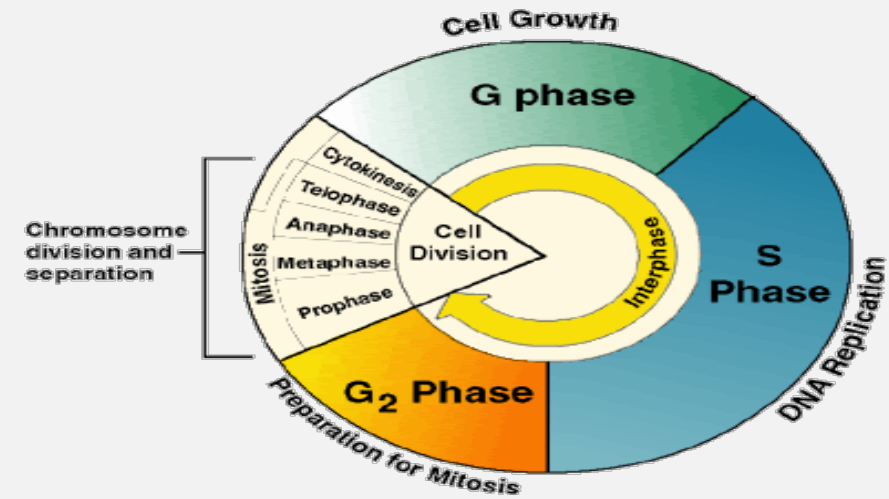 Cell Growth
G phase
Cytokinesis
Telophase
Anaphase
Metaphase
Prophase
Mitosis
Cell
Division
Interphase
Chromosome
division and
separation
S
Phase
DNA Replication
G₂ Phase
Preparation for Mitosis